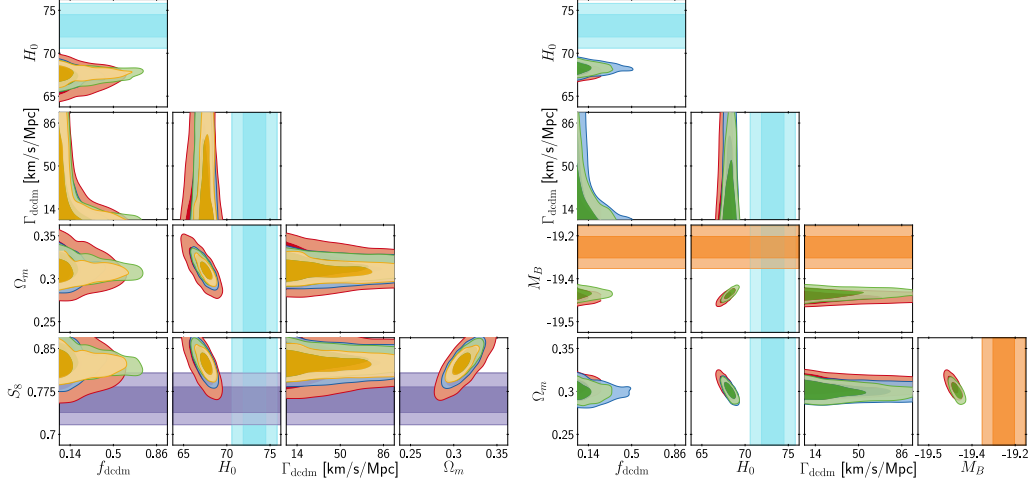 75
70
65
H_0
75
70
65
H_0
86
50
14
Γ_dcdm [km/s/Mpc]
86
50
14
Γ_dcdm [km/s/Mpc]
0.35
0.3
0.25
Ω_m
-19.2
-19.4
-19.5
M_B
0.85
0.775
0.7
S_8
0.35
0.3
0.25
Ω_m
0.14 0.5 0.86
65 70 75
14 50 86
0.25 0.3 0.35
f_dcdm
H_0
Γ_dcdm [km/s/Mpc]
Ω_m
0.14 0.5 0.86
65 70 75
14 50 86
-19.5 -19.4 -19.2
f_dcdm
H_0
Γ_dcdm [km/s/Mpc]
M_B